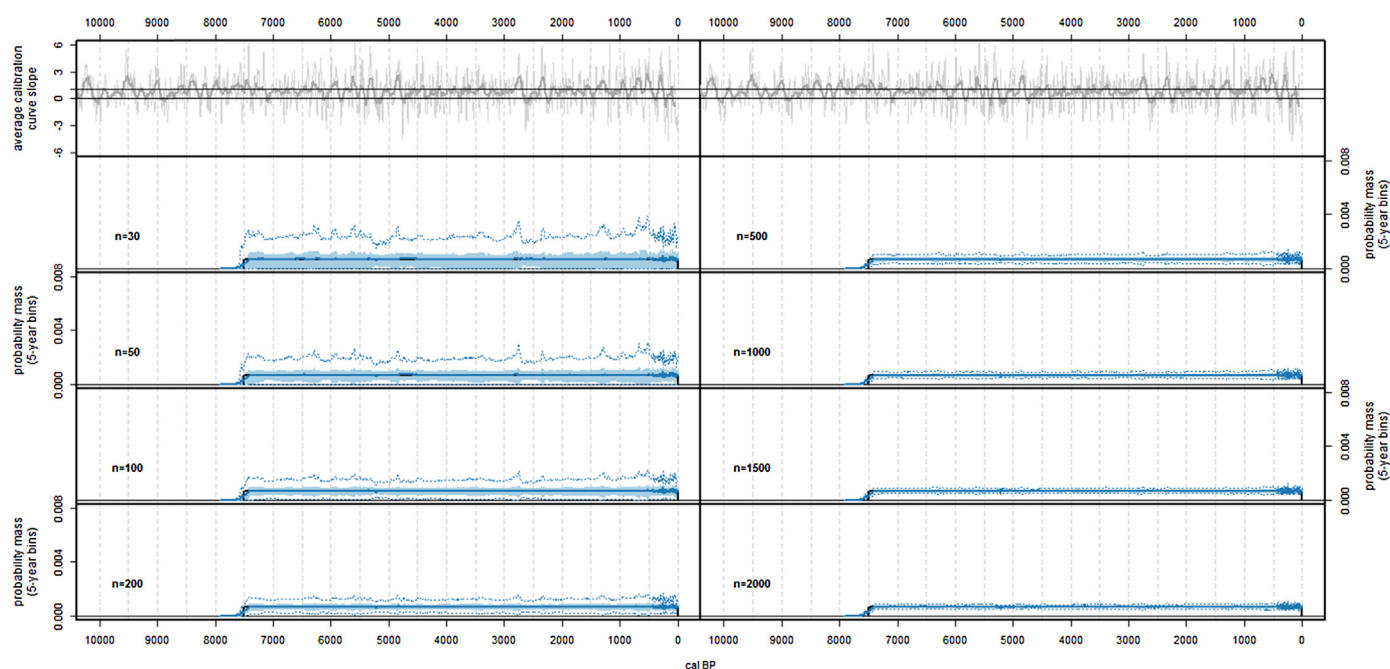 10000 9000 8000 7000 6000 5000 4000 3000 2000 1000 0 10000 9000 8000 7000 6000 5000 4000 3000 2000 1000 0
average calibration
curve slope
6
3
0
-3
-6
n=30
n=500
0.008
0.004
0.000
probability mass
(5-year bins)
probability mass
(5-year bins)
0.008
0.004
0.000
n=50
n=1000
n=100
n=1500
0.008
0.004
0.000
probability mass
(5-year bins)
probability mass
(5-year bins)
0.008
0.004
0.000
n=200
n=2000
10000 9000 8000 7000 6000 5000 4000 3000 2000 1000 0 10000 9000 8000 7000 6000 5000 4000 3000 2000 1000 0
cal BP